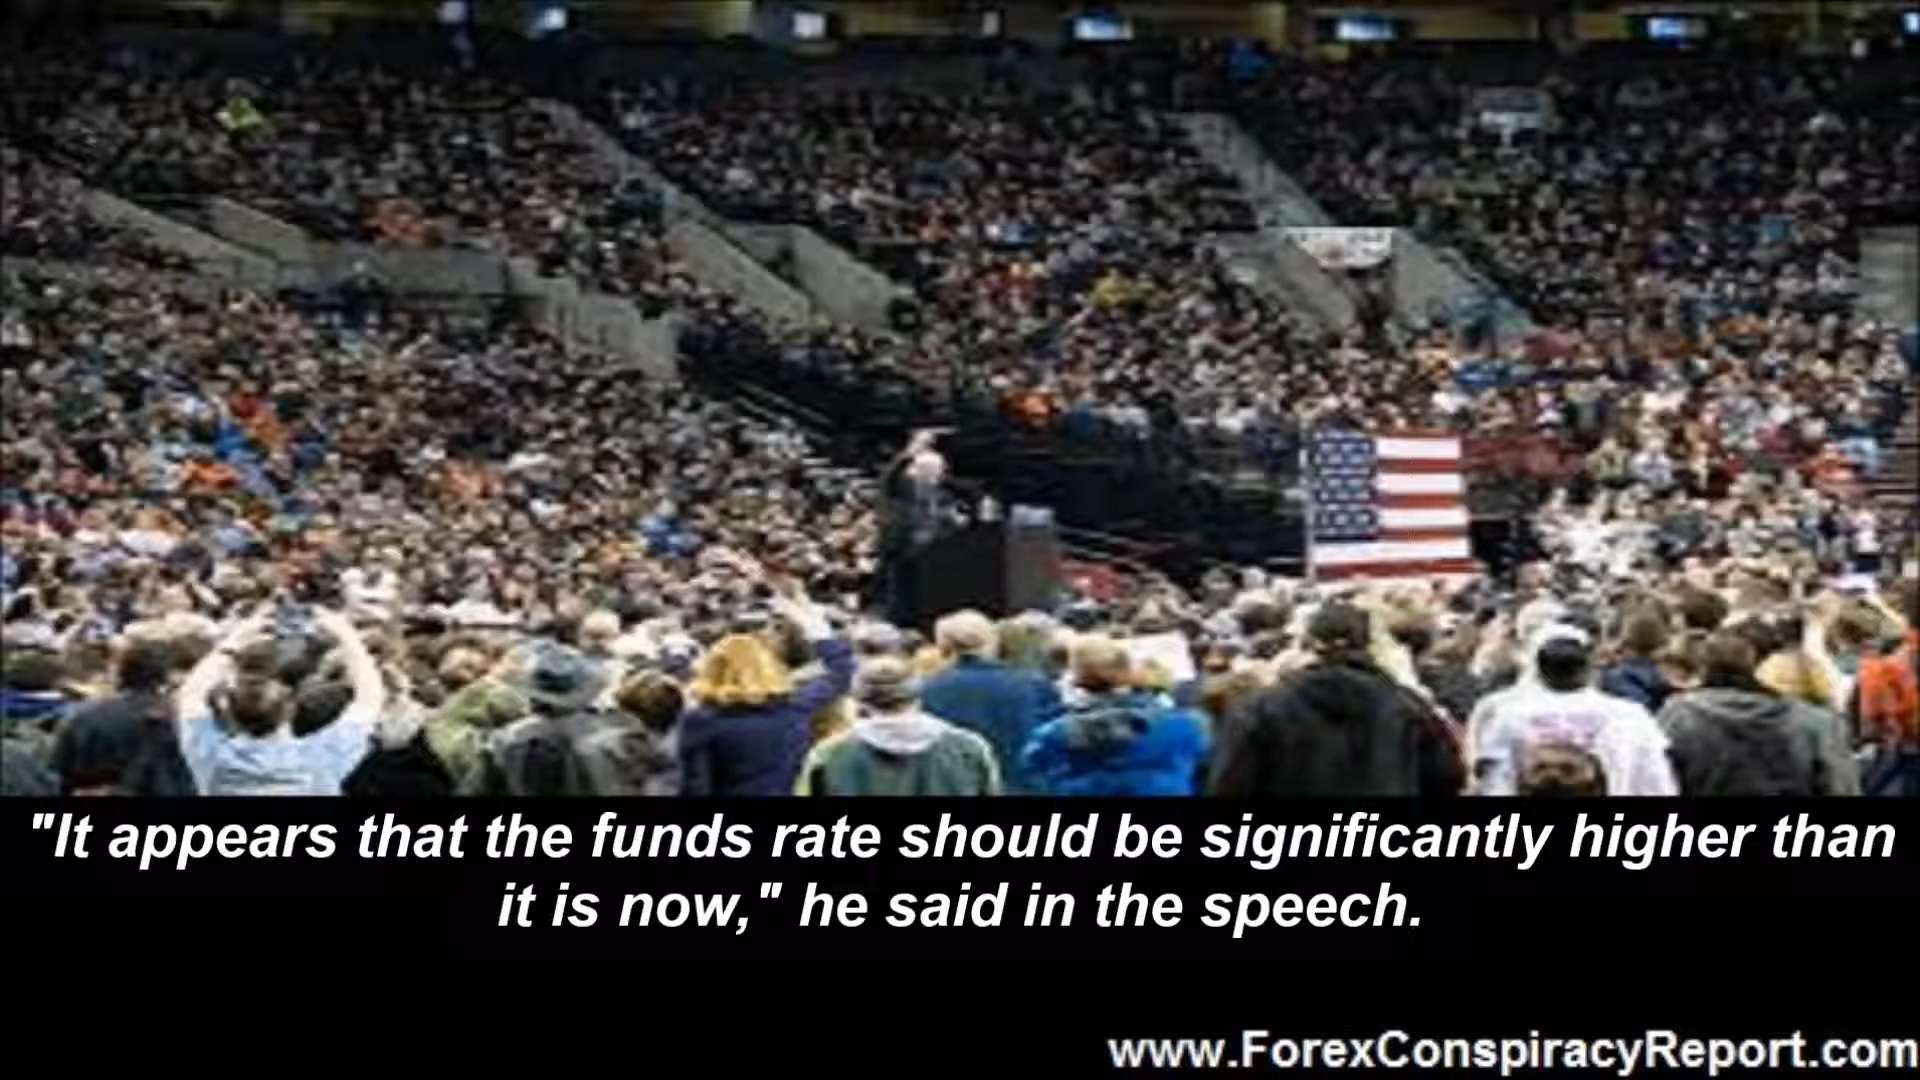 "It appears that the funds rate should be significantly higher than
it is now," he said in the speech.
www.ForexConspiracyReport.com